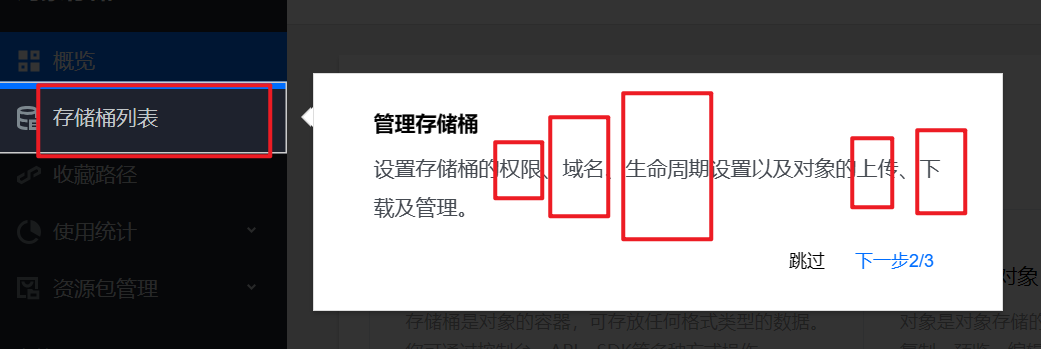 概览
存储桶列表
收藏路径
使用统计
资源包管理
管理存储桶
设置存储桶的权限、域名、生命周期设置以及对象的上传、下
载及管理。
跳过
下一步2/3
对象
存储桶是对象的容器，可存放任何格式类型的数据。
对象是对象存储的